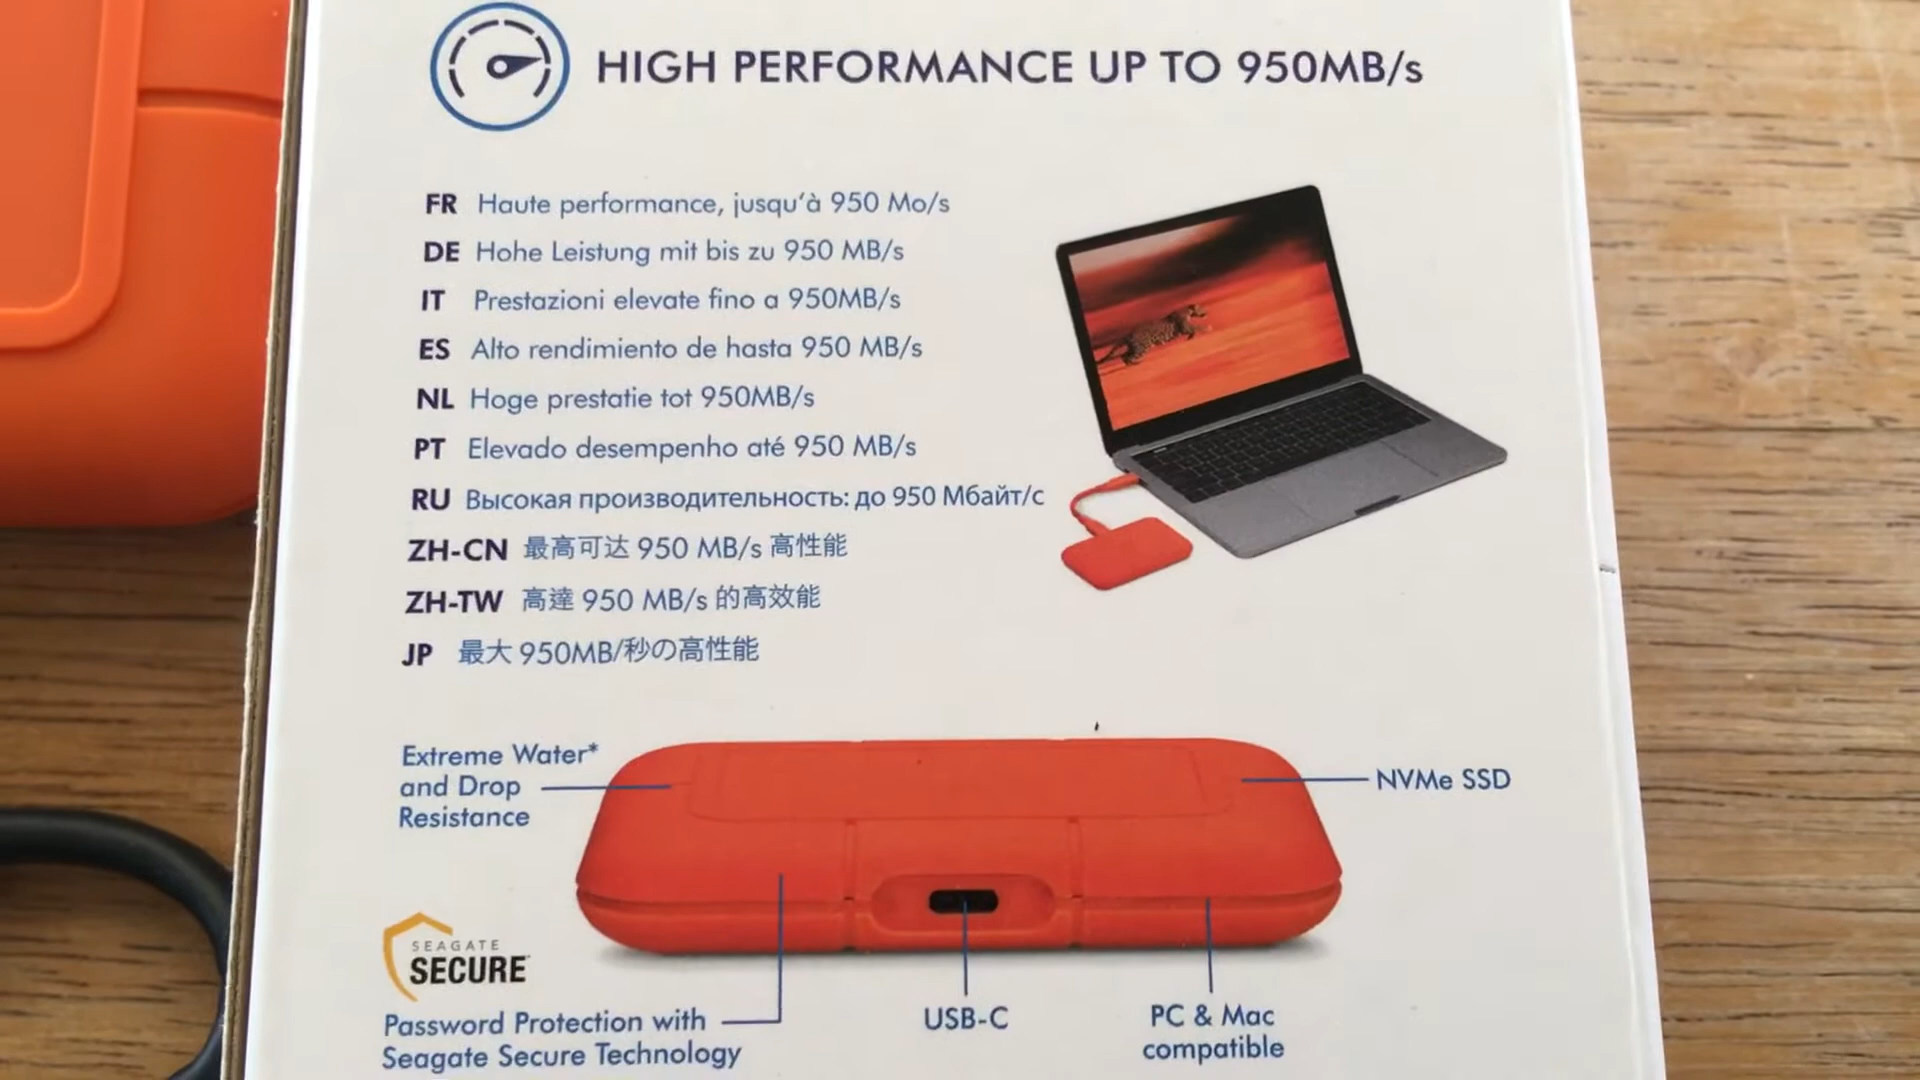 HIGH PERFORMANCE UP TO 950MB/s
FR Haute performance, jusqu'à 950 Mo/s
DE Hohe Leistung mit bis zu 950 MB/s
IT Prestazioni elevate fino a 950MB/s
ES Alto rendimiento de hasta 950 MB/s
NL Hoge prestatie tot 950MB/s
PT Elevado desempenho até 950 MB/s
RU Высокая производительность: до 950 Мбайт/с
ZH-CN 最高可达 950 MB/s 高性能
ZH-TW 高達 950 MB/s 的高效能
JP 最大 950MB/秒の高性能
Extreme Water*
and Drop
Resistance
NVMe SSD
SEAGATE
SECURE
Password Protection with
Seagate Secure Technology
USB-C
PC & Mac
compatible